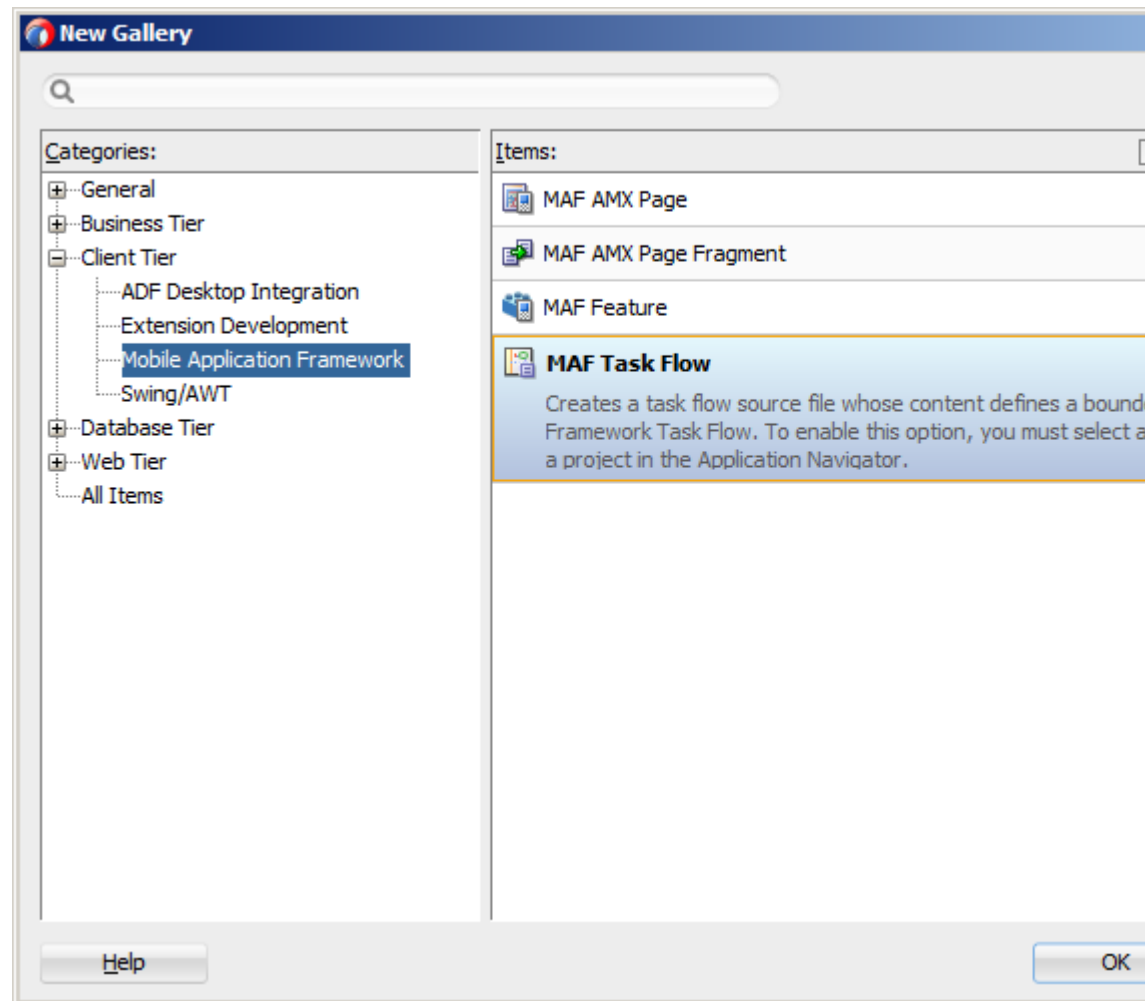 New Gallery
Categories:
General
Business Tier
Client Tier
ADF Desktop Integration
Extension Development
Mobile Application Framework
Swing/AWT
Database Tier
Web Tier
All Items
Items:
MAF AMX Page
MAF AMX Page Fragment
MAF Feature
MAF Task Flow
Creates a task flow source file whose content defines a
Framework Task Flow. To enable this option, you must select a
a project in the Application Navigator.
Help
OK